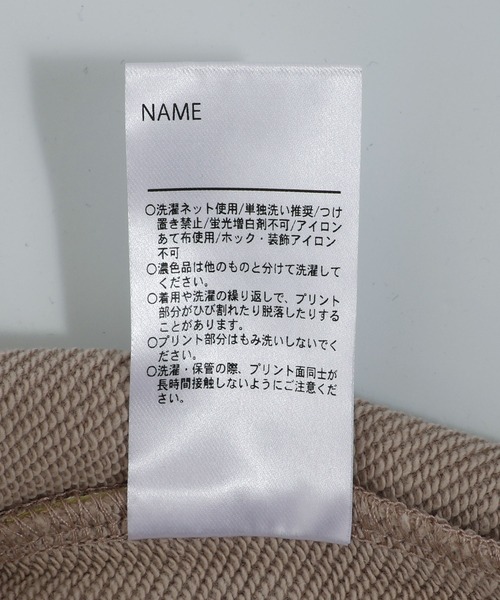 NAME
○洗濯ネット使用/単独洗い推奨/つけ
置き禁止/蛍光増白剤不可/アイロン
あて布使用/ホック・装飾アイロン
不可
○濃色品は他のものと分けて洗濯して
ください。
○着用や洗濯の繰り返しで、プリント
部分がひび割れたり脱落したりする
ことがあります。
○プリント部分はもみ洗いしないでく
ださい。
○洗濯・保管の際、プリント面同士が
長時間接触しないようにご注意くだ
さい。